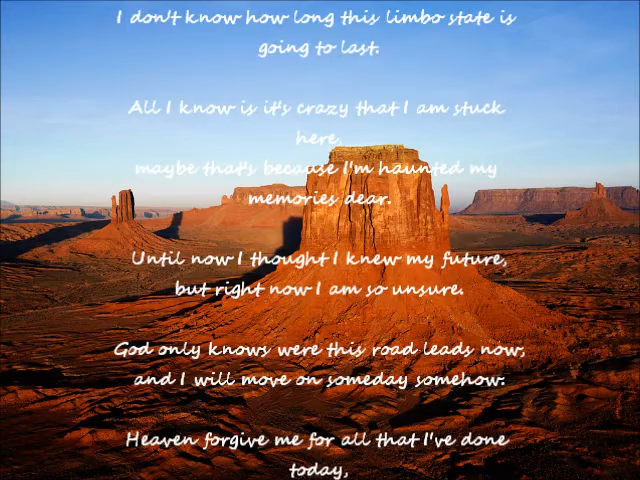 I don't know how long this limbo state is
going to last.
All I know is it's crazy that I am stuck
here,
maybe that's because I'm haunted my
memories dear.
Until now I thought I knew my future,
but right now I am so unsure.
God only knows were this road leads now,
and I will move on someday somehow.
Heaven forgive me for all that I've done
today,